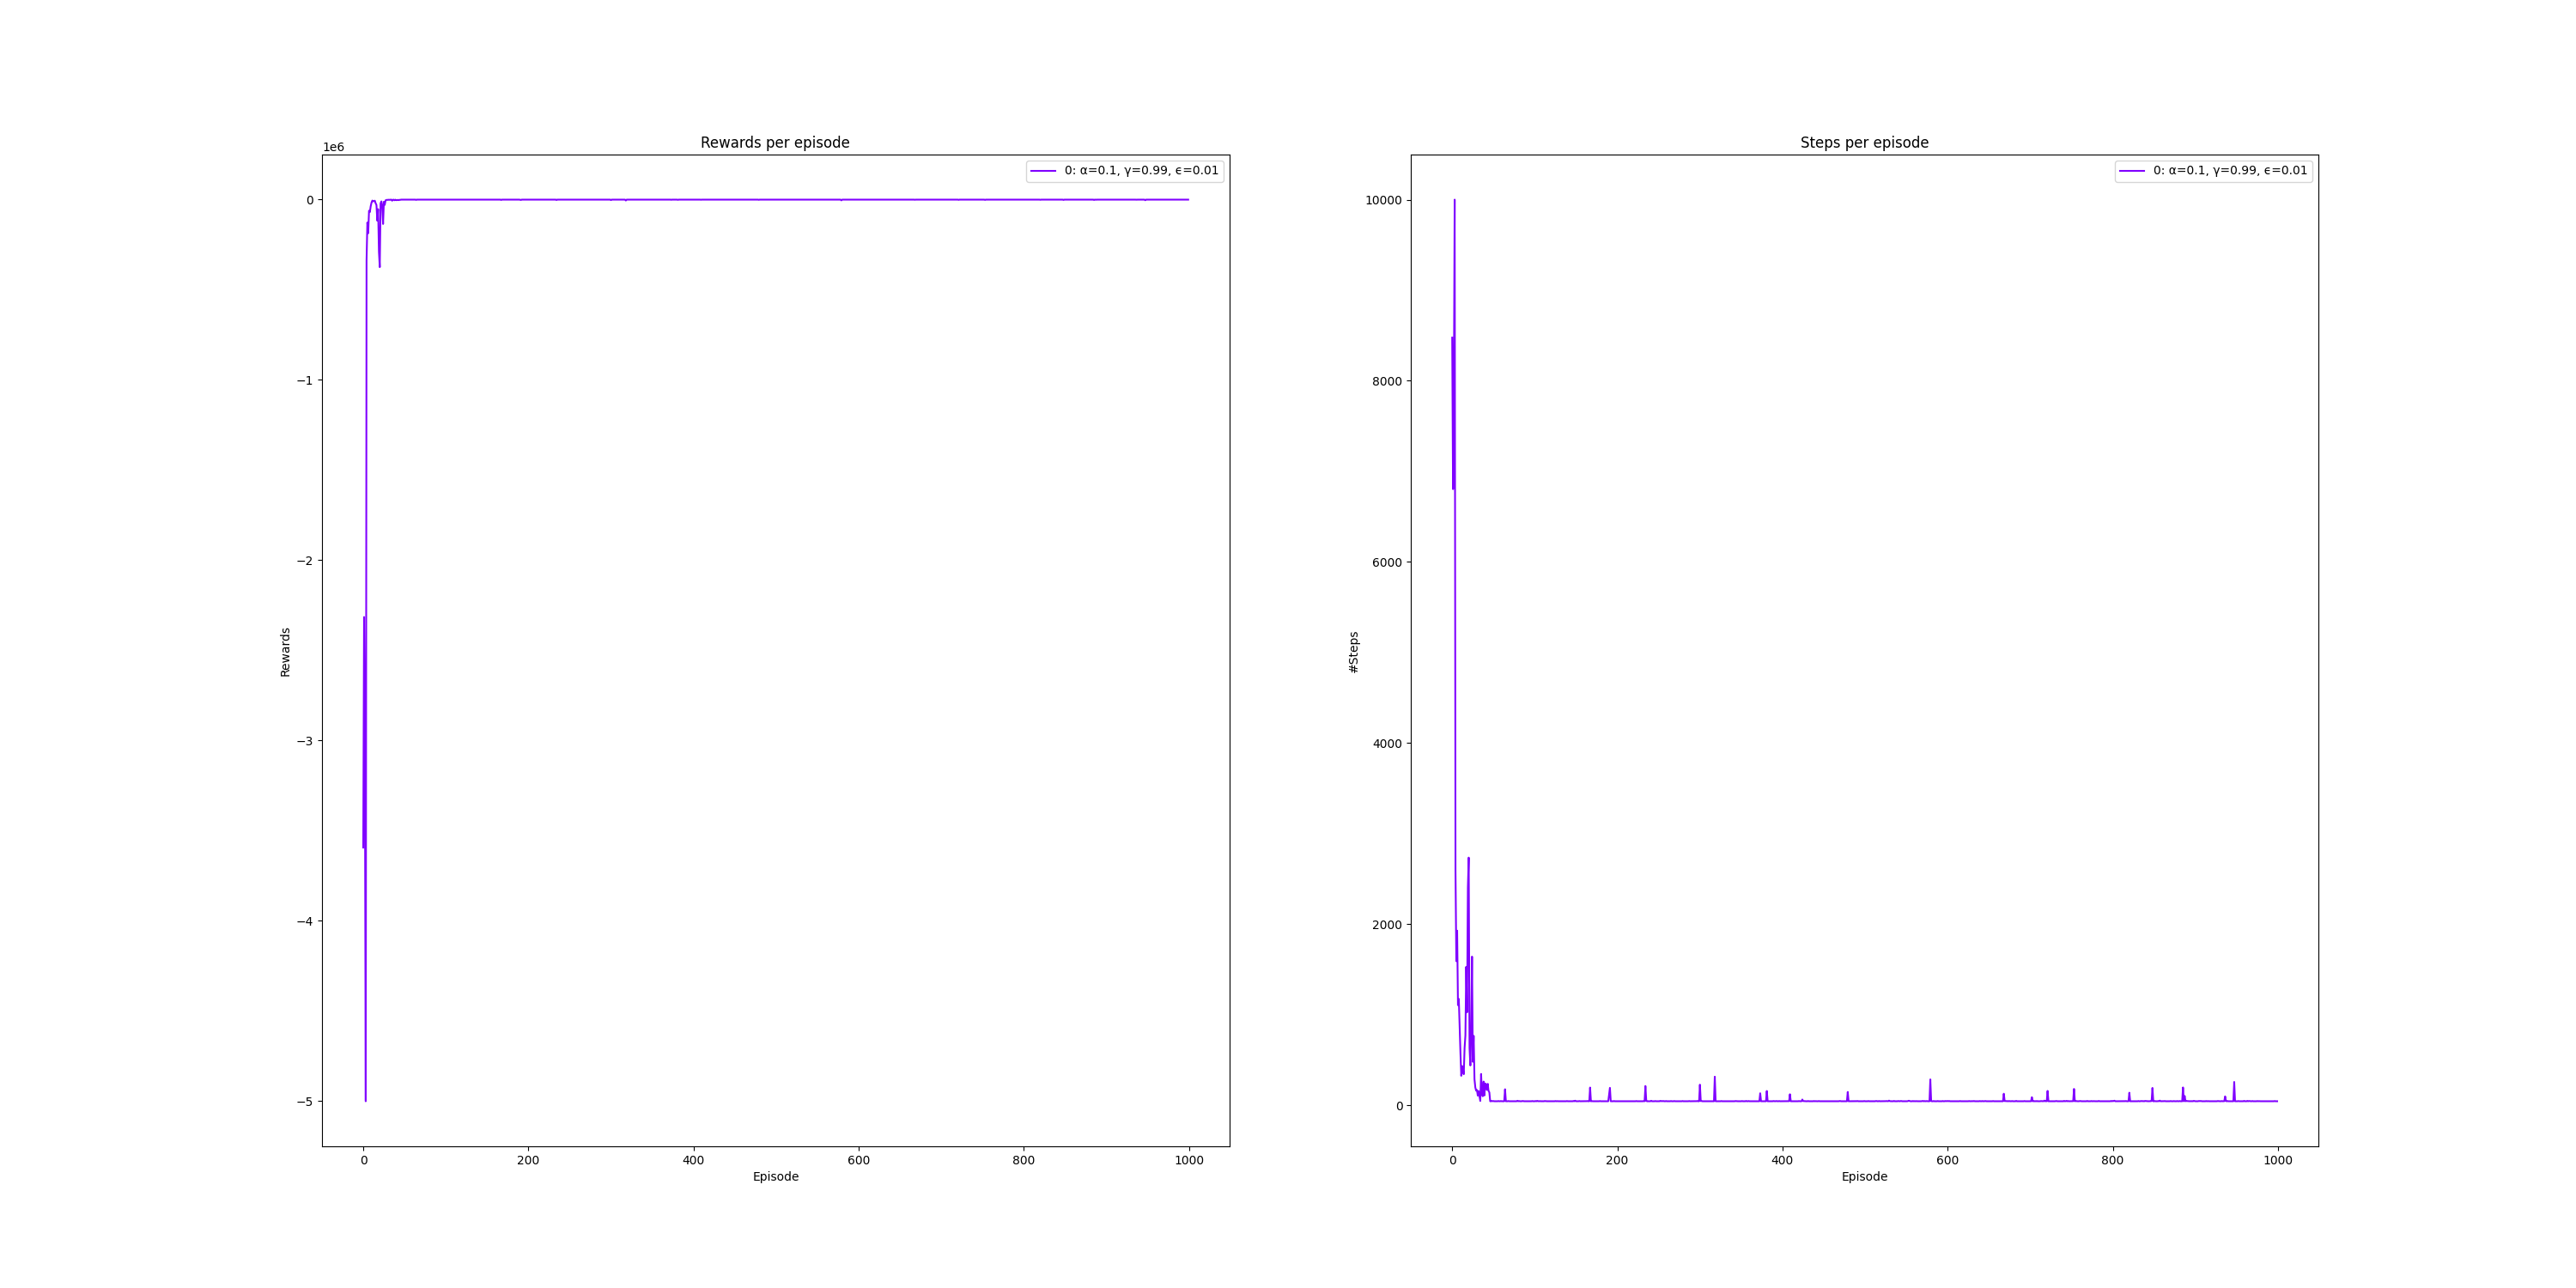 Rewards per episode
1e6
0: α=0.1, γ=0.99, ϵ=0.01
0
−1
−2
−3
−4
−5
Rewards
0 200 400 600 800 1000
Episode
Steps per episode
0: α=0.1, γ=0.99, ϵ=0.01
10000
8000
6000
4000
2000
0
#Steps
0 200 400 600 800 1000
Episode